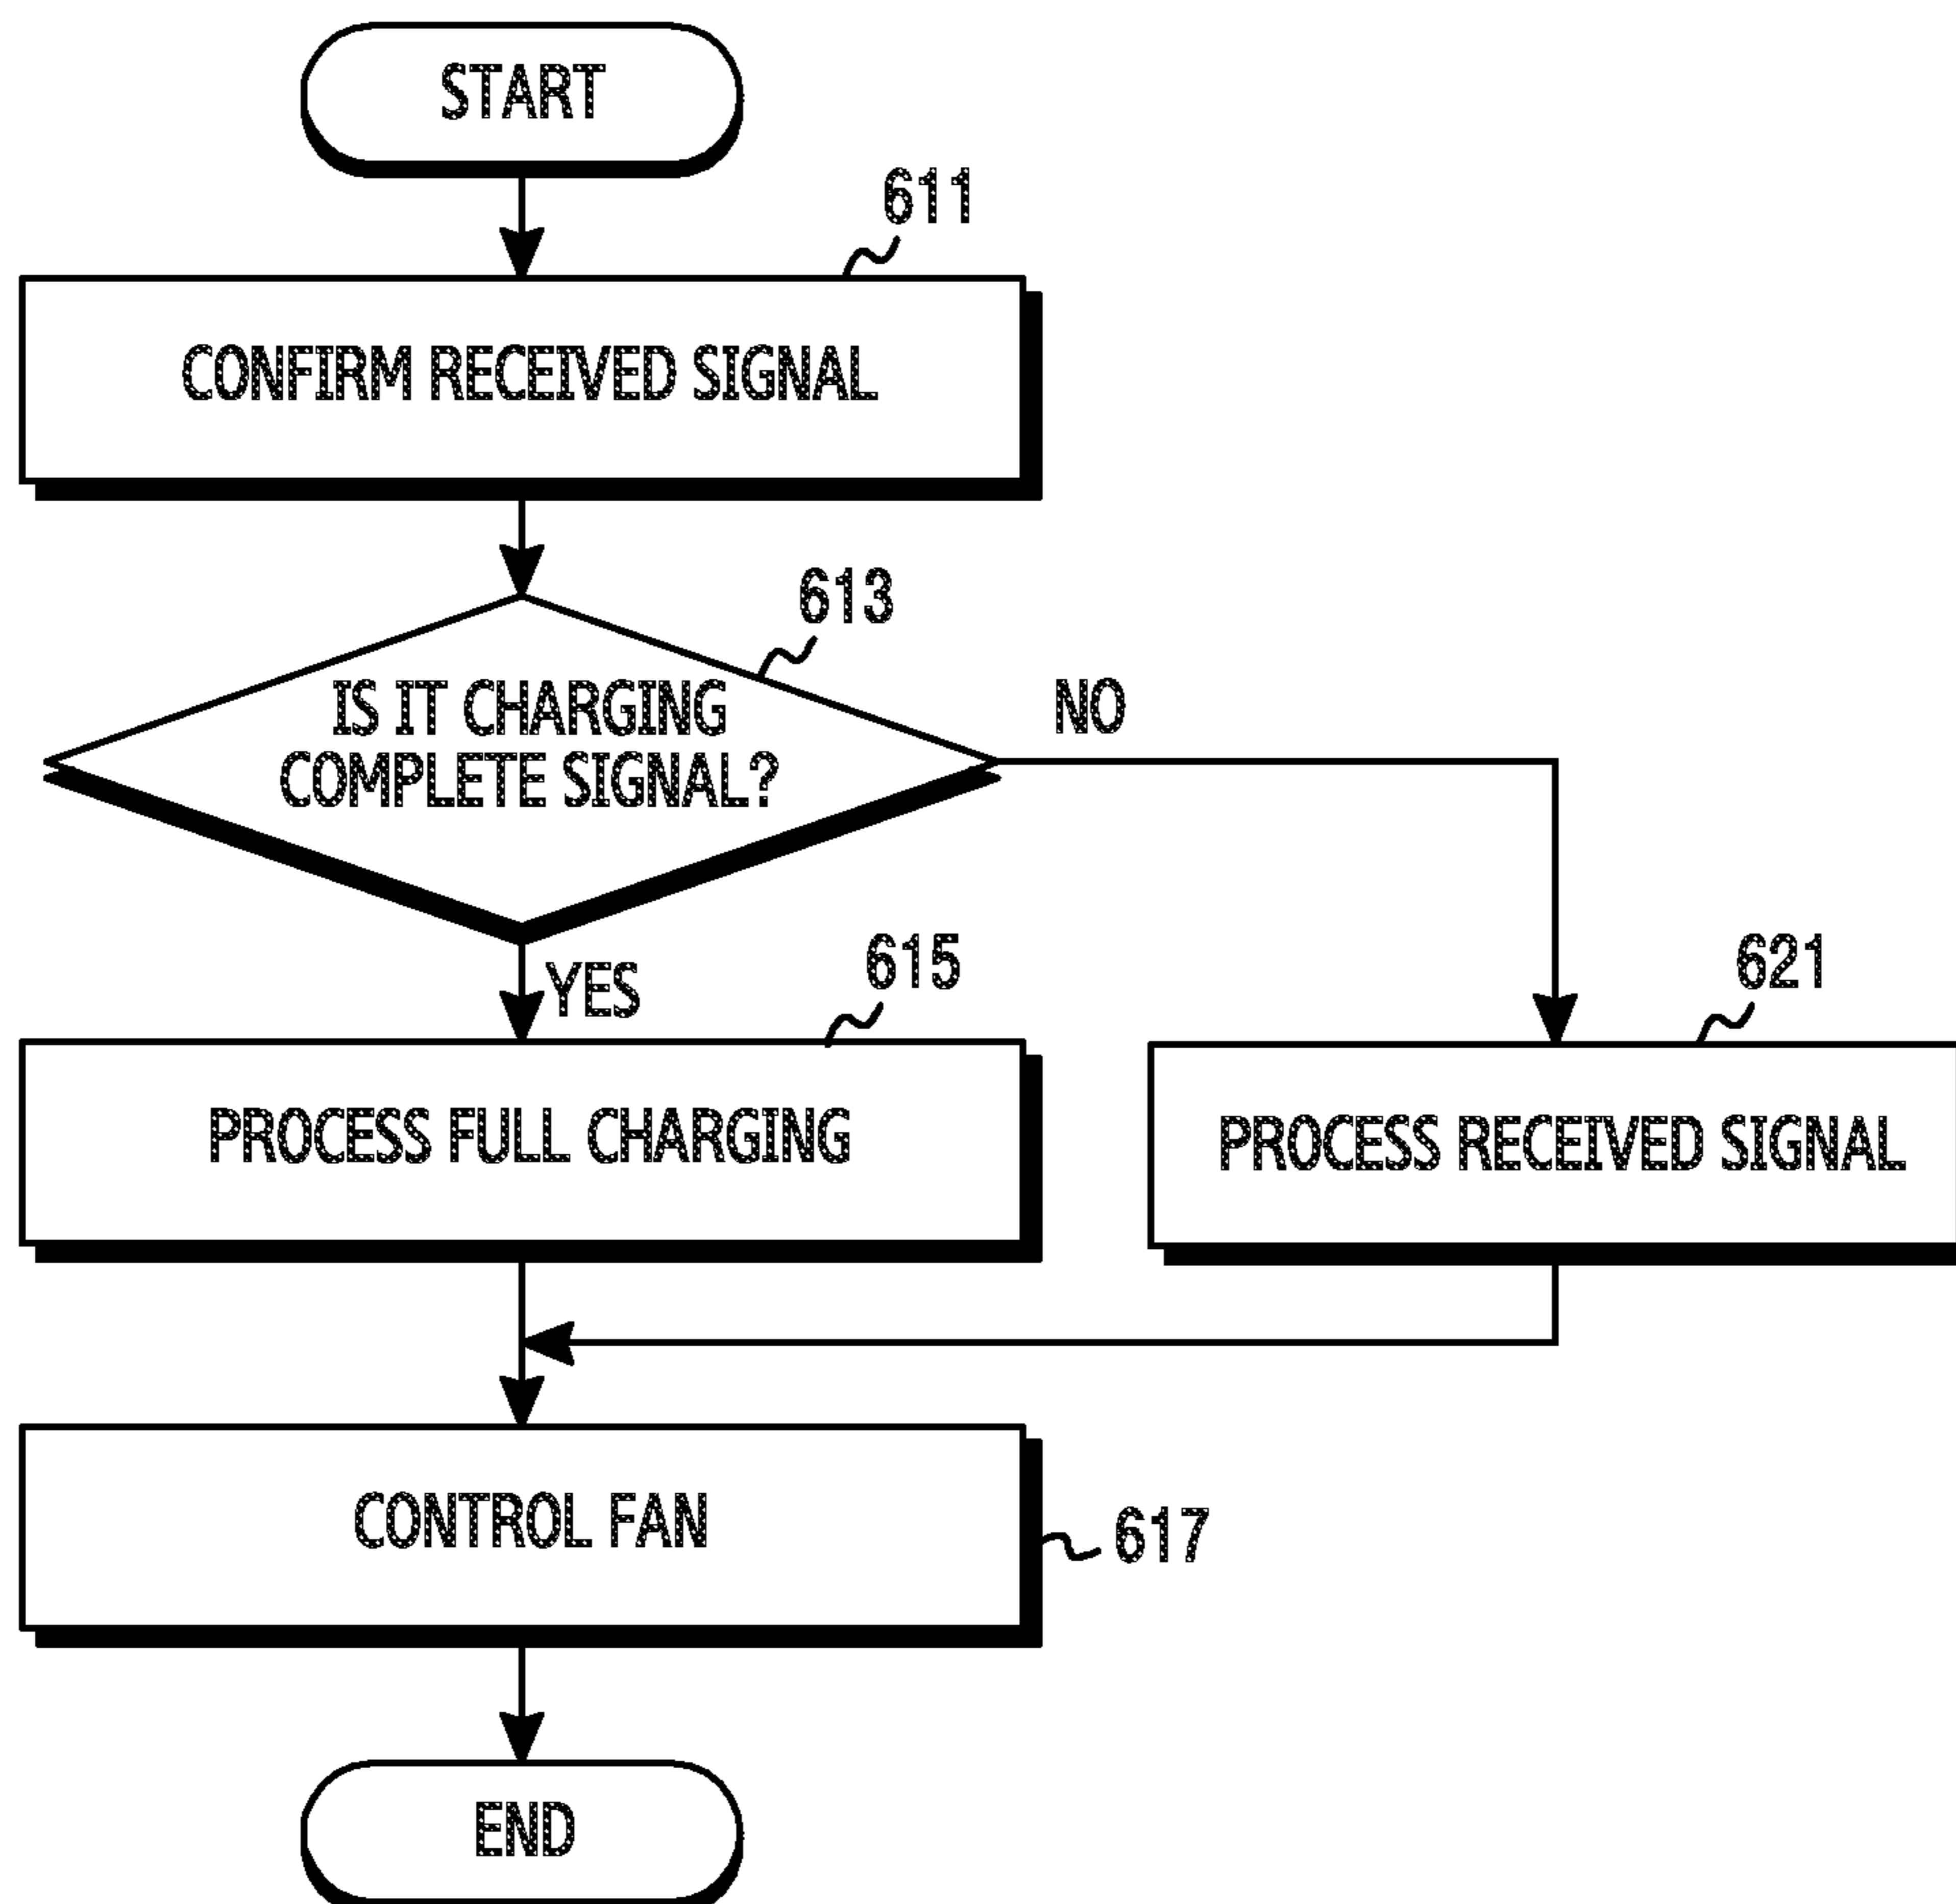 START
611
CONFIRM RECEIVED SIGNAL
613
IS IT CHARGING
COMPLETE SIGNAL?
NO
YES
615
621
PROCESS FULL CHARGING
PROCESS RECEIVED SIGNAL
CONTROL FAN
617
END